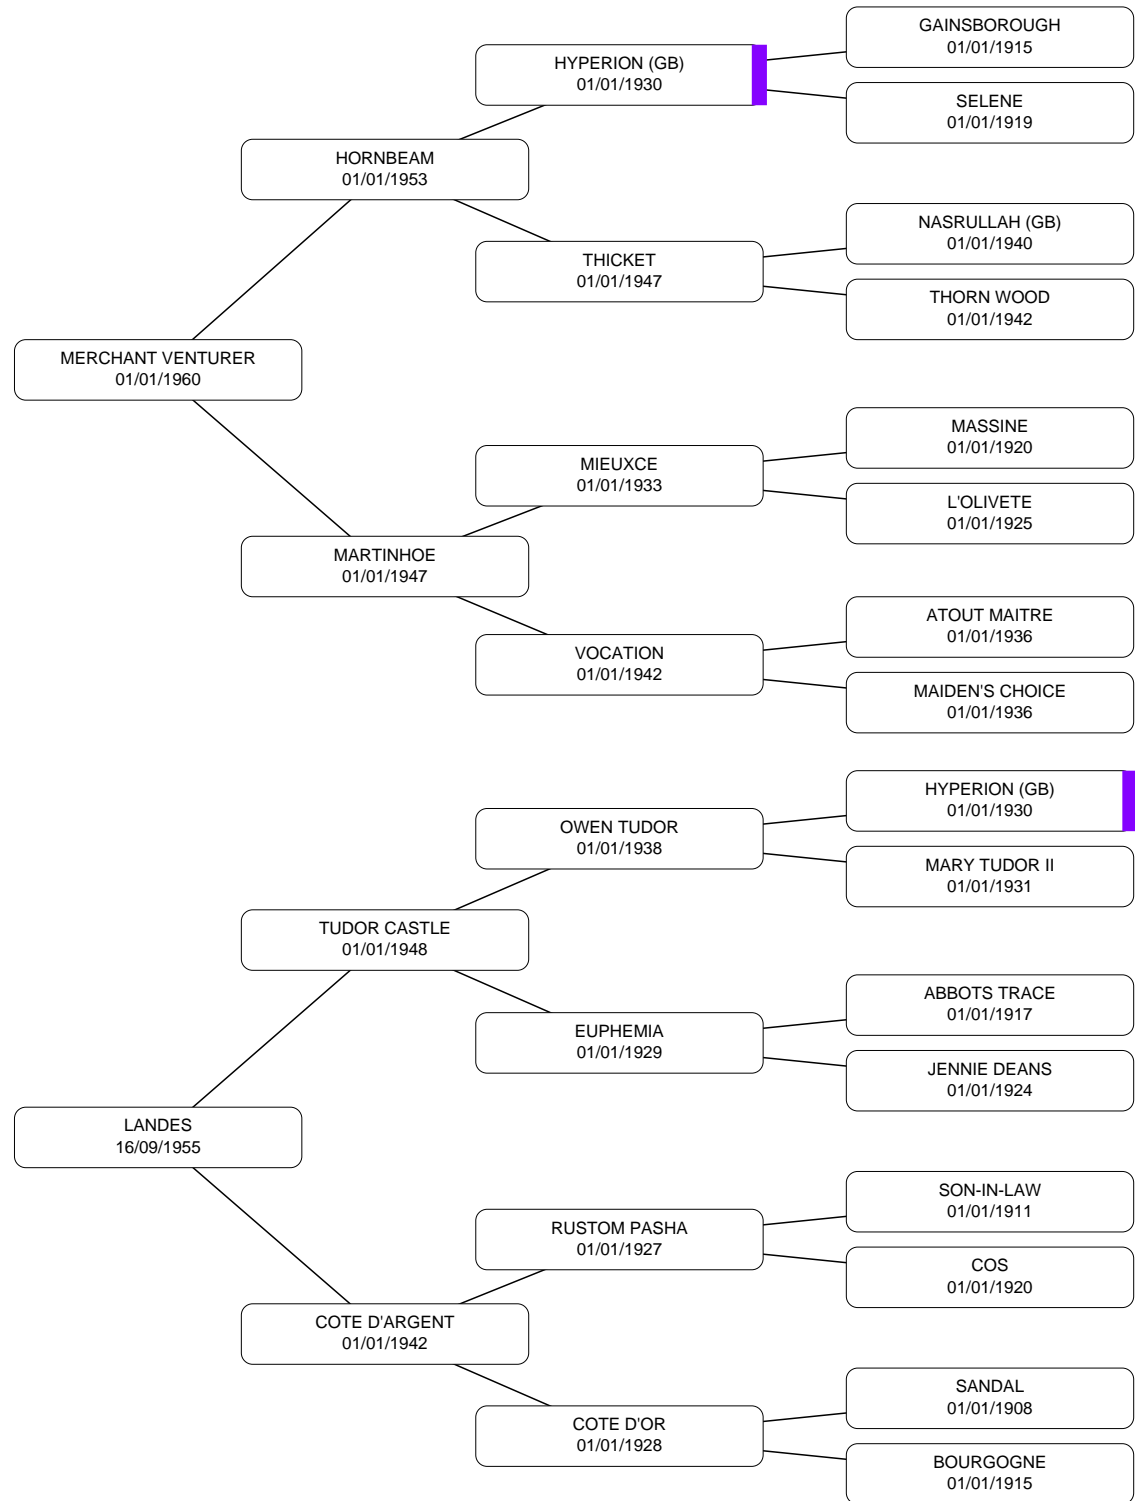 GAINSBOROUGH
01/01/1915
HYPERION (GB)
01/01/1930
SELENE
01/01/1919
HORNBEAM
01/01/1953
NASRULLAH (GB)
01/01/1940
THICKET
01/01/1947
THORN WOOD
01/01/1942
MERCHANT VENTURER
01/01/1960
MASSINE
01/01/1920
MIEUXCE
01/01/1933
L'OLIVETE
01/01/1925
MARTINHOE
01/01/1947
ATOUT MAITRE
01/01/1936
VOCATION
01/01/1942
MAIDEN'S CHOICE
01/01/1936
HYPERION (GB)
01/01/1930
OWEN TUDOR
01/01/1938
MARY TUDOR II
01/01/1931
TUDOR CASTLE
01/01/1948
ABBOTS TRACE
01/01/1917
EUPHEMIA
01/01/1929
JENNIE DEANS
01/01/1924
LANDES
16/09/1955
SON-IN-LAW
01/01/1911
RUSTOM PASHA
01/01/1927
COS
01/01/1920
COTE D'ARGENT
01/01/1942
SANDAL
01/01/1908
COTE D'OR
01/01/1928
BOURGOGNE
01/01/1915